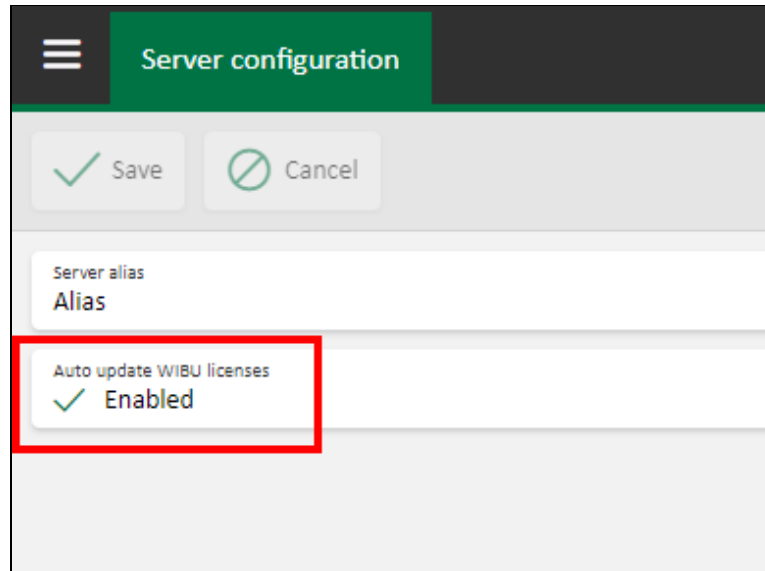 Server configuration
Save
Cancel
Server alias
Alias
Auto update WIBU licenses
Enabled